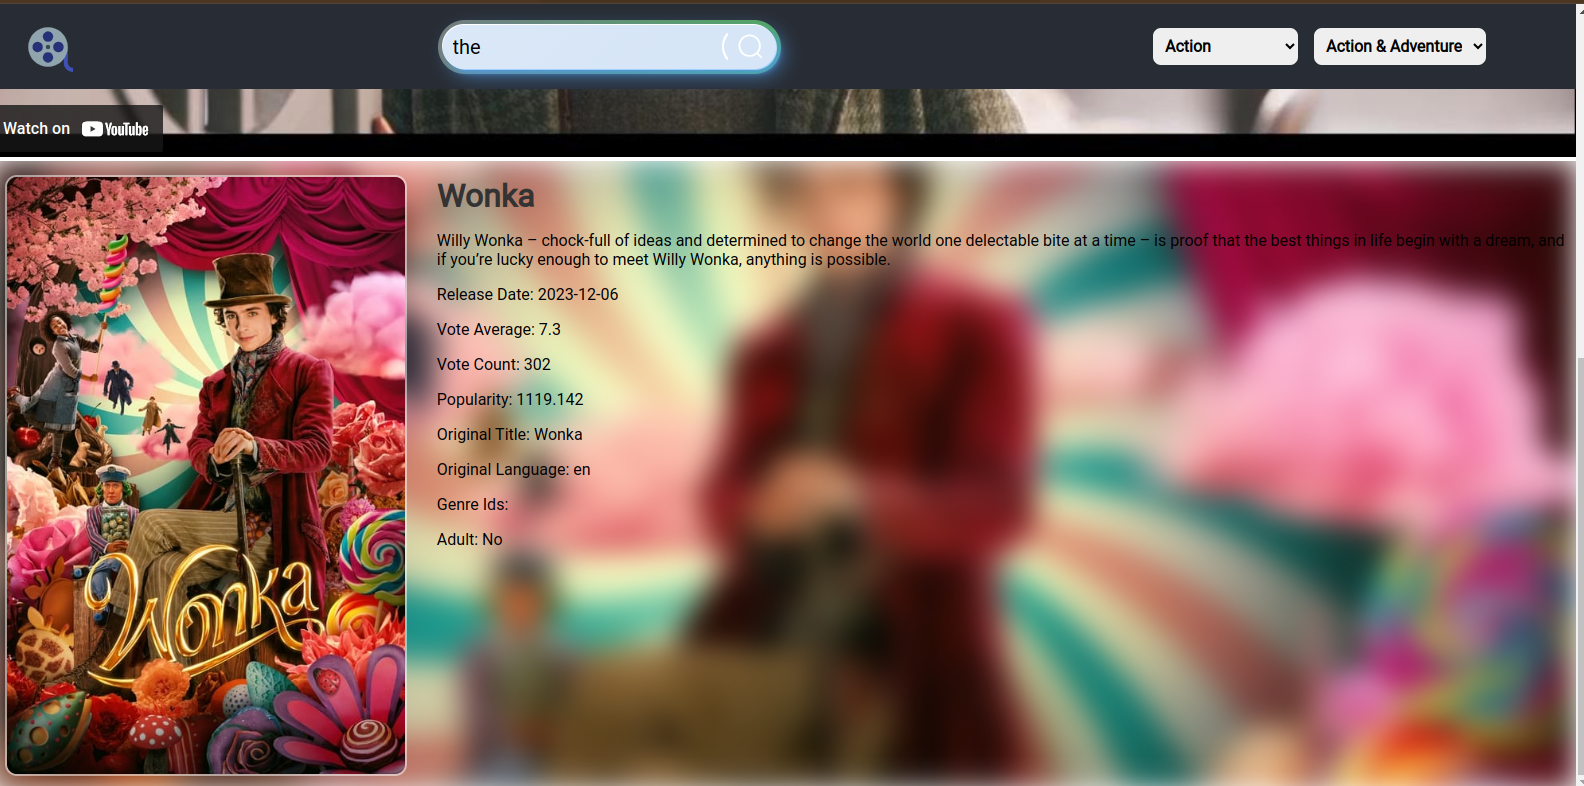 the
Action
Action & Adventure
Watch on YouTube
Wonka
Wonka
Willy Wonka – chock-full of ideas and determined to change the world one delectable bite at a time – is proof that the best things in life begin with a dream, and
if you’re lucky enough to meet Willy Wonka, anything is possible.
Release Date: 2023-12-06
Vote Average: 7.3
Vote Count: 302
Popularity: 1119.142
Original Title: Wonka
Original Language: en
Genre Ids:
Adult: No